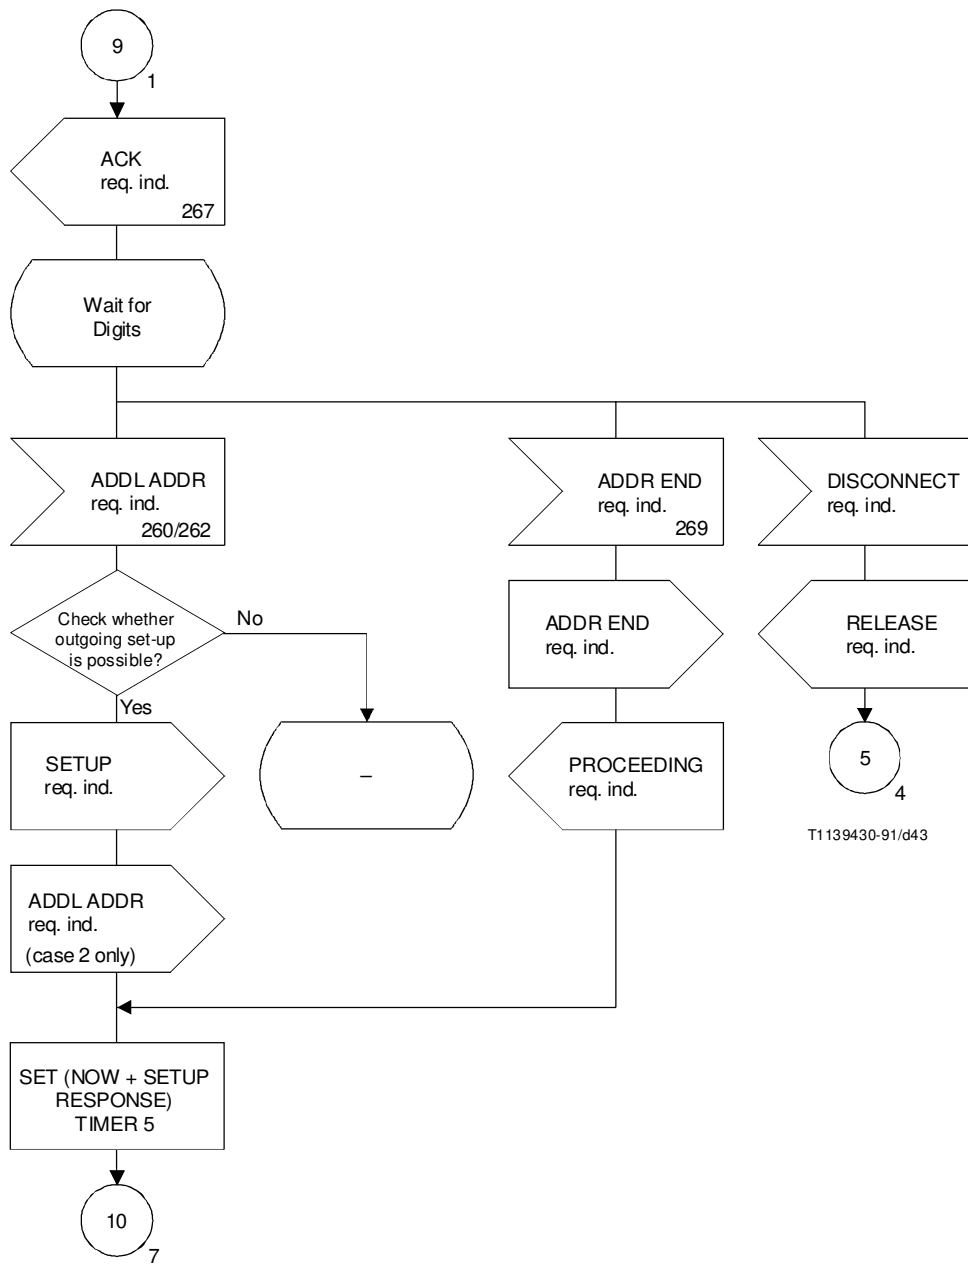 9
1
ACK
req. ind.
267
Wait for
Digits
ADDL ADDR
req. ind.
260/262
ADDR END
req. ind.
269
DISCONNECT
req. ind.
Check whether
outgoing set-up
is possible?
No
Yes
ADDR END
req. ind.
RELEASE
req. ind.
SETUP
req. ind.
–
PROCEEDING
req. ind.
5
4
T1139430-91/d43
ADDL ADDR
req. ind.
(case 2 only)
SET (NOW + SETUP
RESPONSE)
TIMER 5
10
7